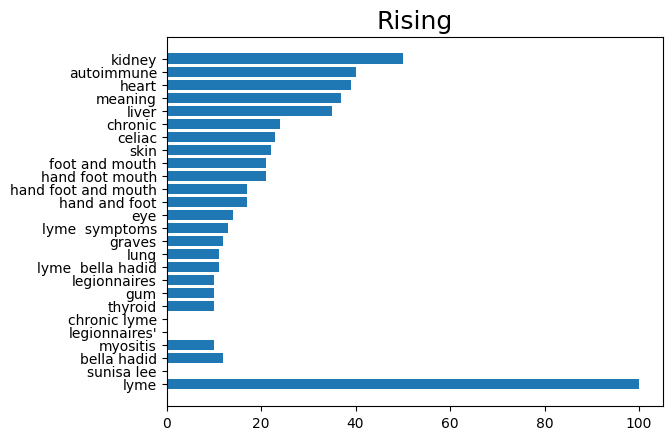 Rising
kidney
autoimmune
heart
meaning
liver
chronic
celiac
skin
foot and mouth
hand foot mouth
hand foot and mouth
hand and foot
eye
lyme  symptoms
graves
lung
lyme  bella hadid
legionnaires
gum
thyroid
chronic lyme
legionnaires'
myositis
bella hadid
sunisa lee
lyme
0 20 40 60 80 100